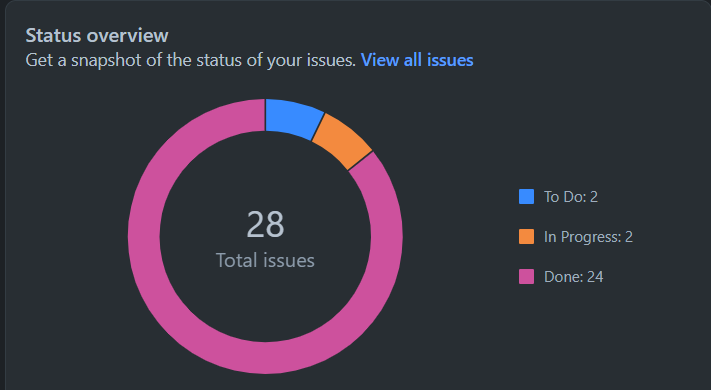 Status overview
Get a snapshot of the status of your issues. View all issues
28
Total issues
To Do: 2
In Progress: 2
Done: 24